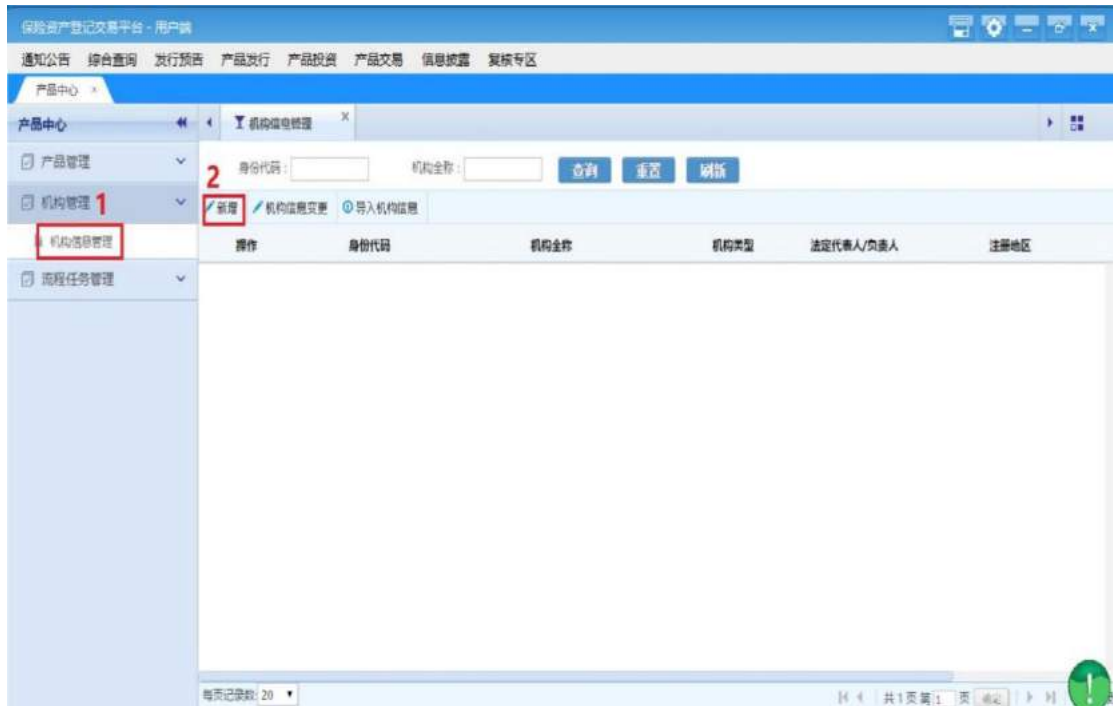 保险资产登记交易平台 - 用户端
通知公告 综合查询 发行预告 产品发行 产品投资 产品交易 信息披露 复核专区
产品中心 ×
产品中心
机构信息管理 X
产品管理
2 身份代码： 机构全称： 查询 重置 刷新
机构管理 1
新增 机构信息变更 导入机构信息
机构信息管理
操作 身份代码 机构全称 机构类型 法定代表人/负责人 注册地区
流程任务管理
每页记录数: 20 共1页 第 1 页 确定